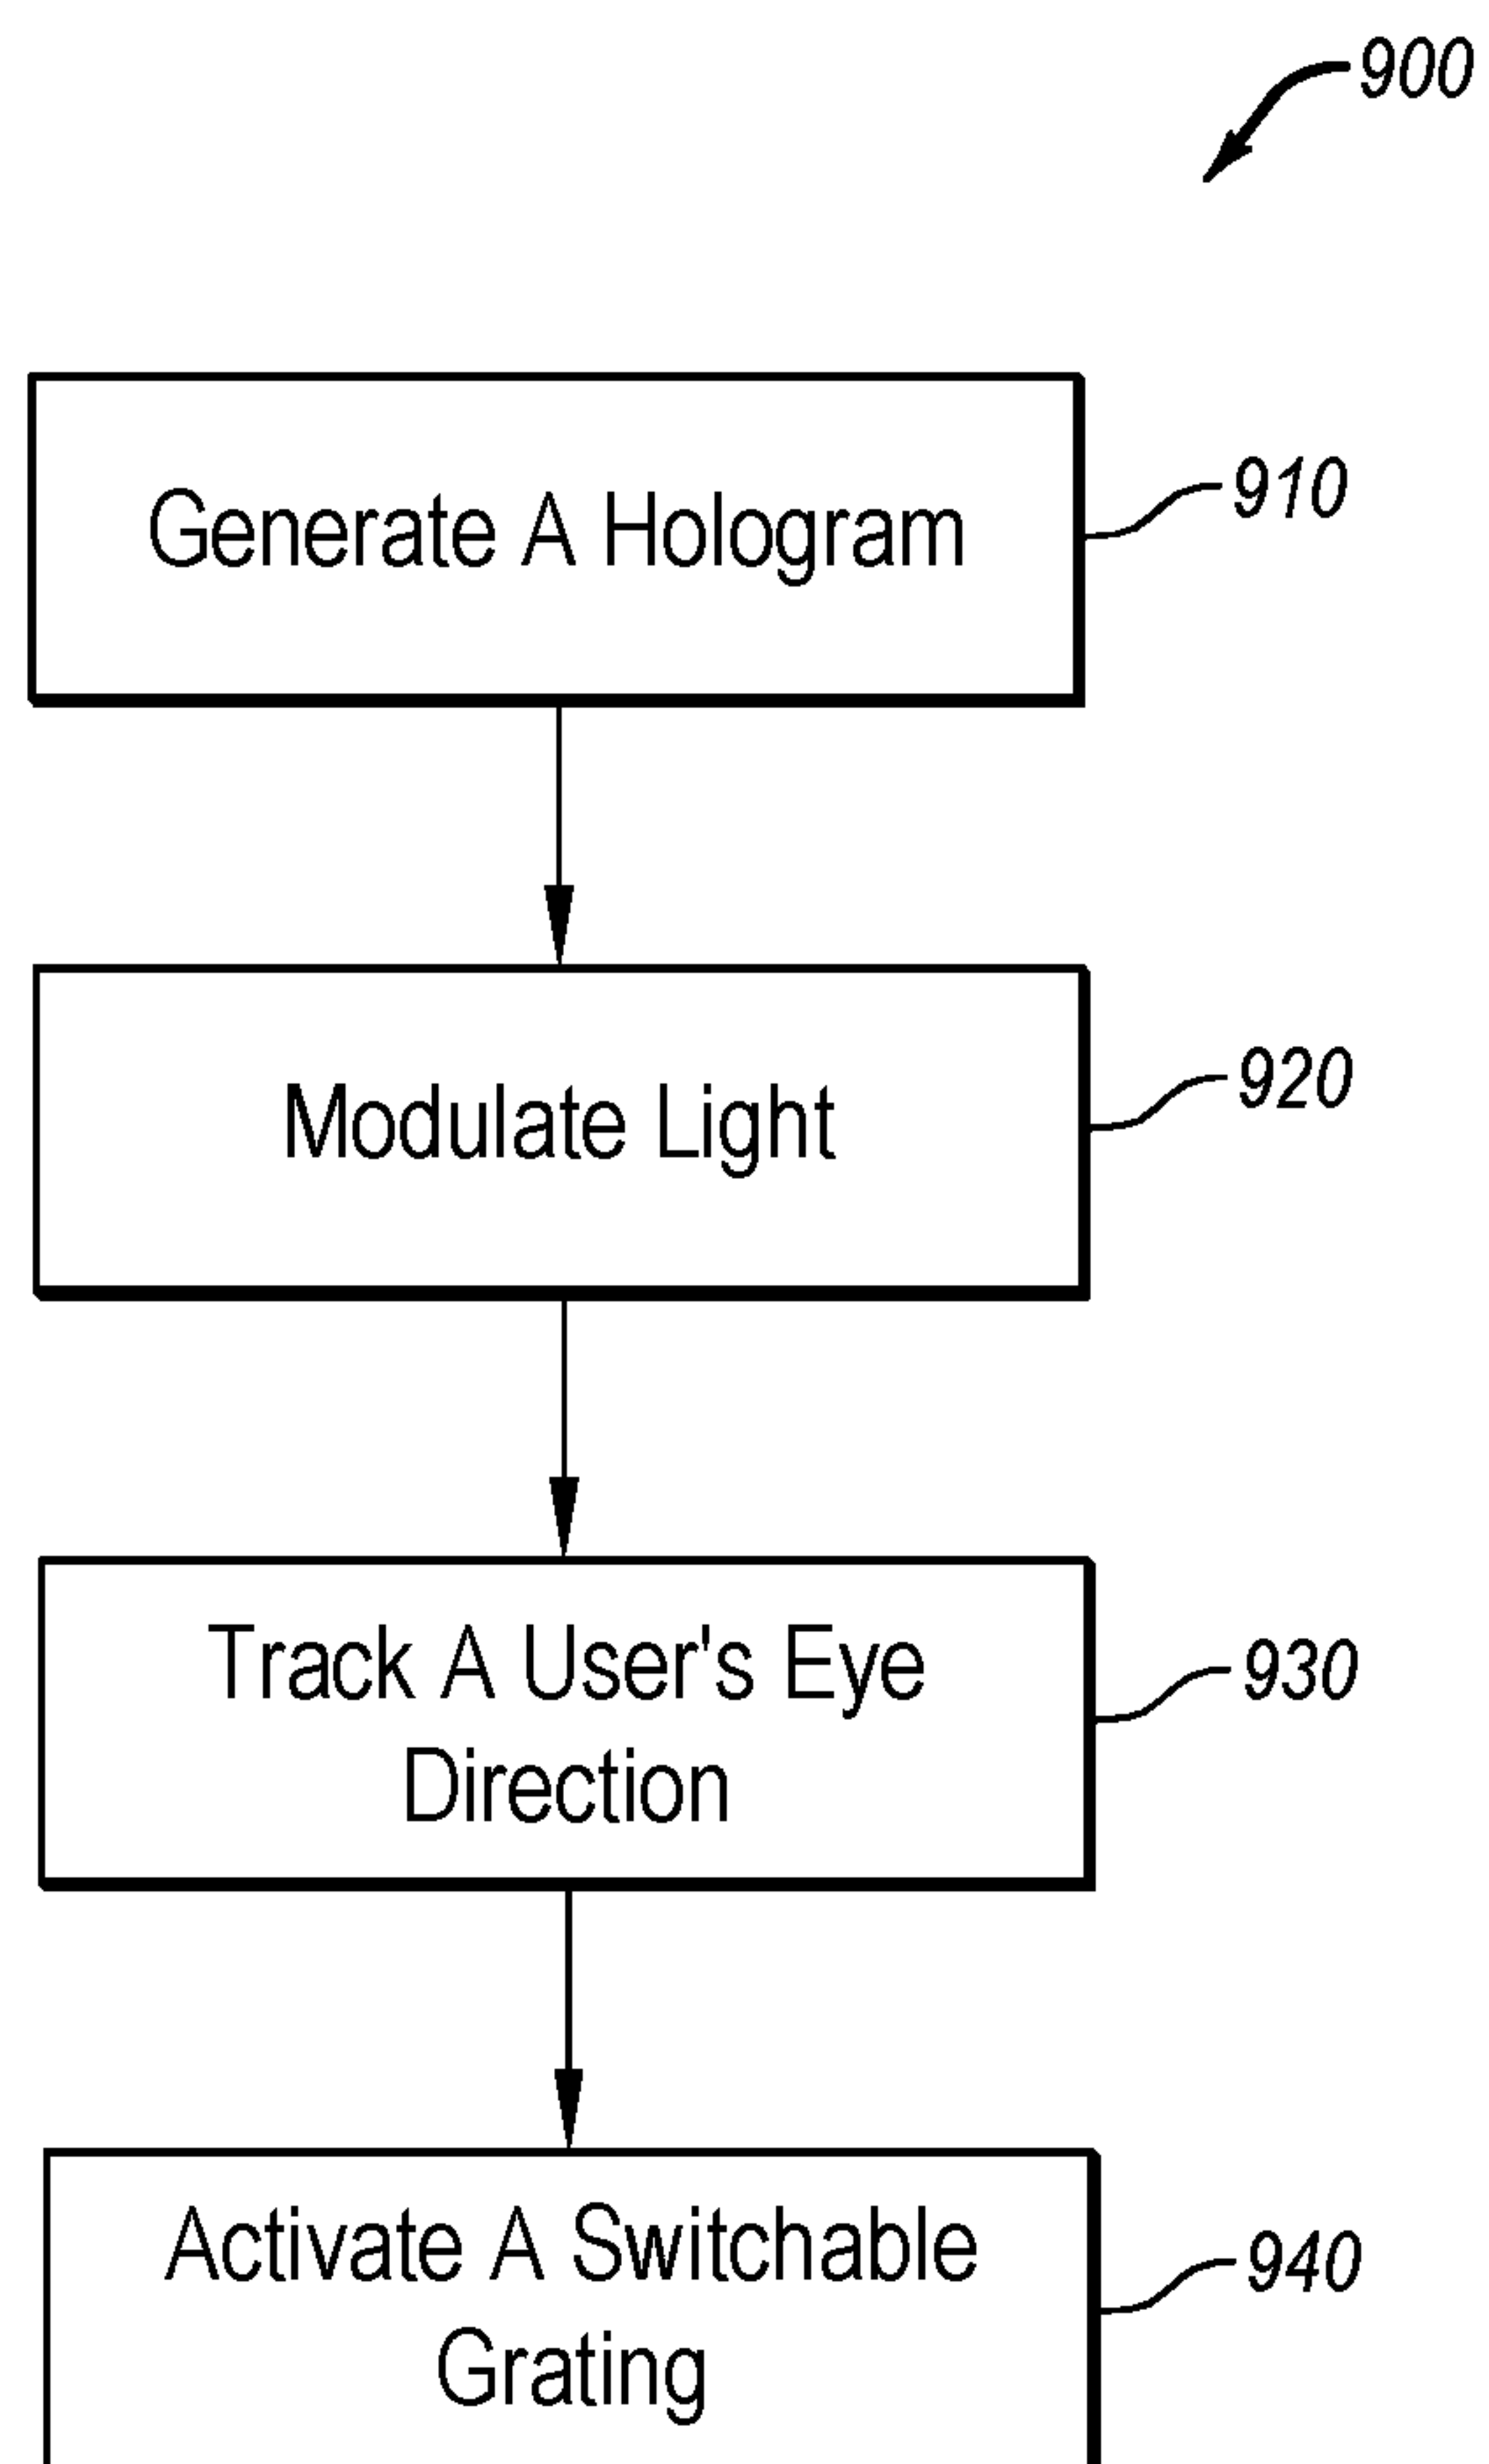 900
Generate A Hologram
910
Modulate Light
920
Track A User's Eye
Direction
930
Activate A Switchable
Grating
940